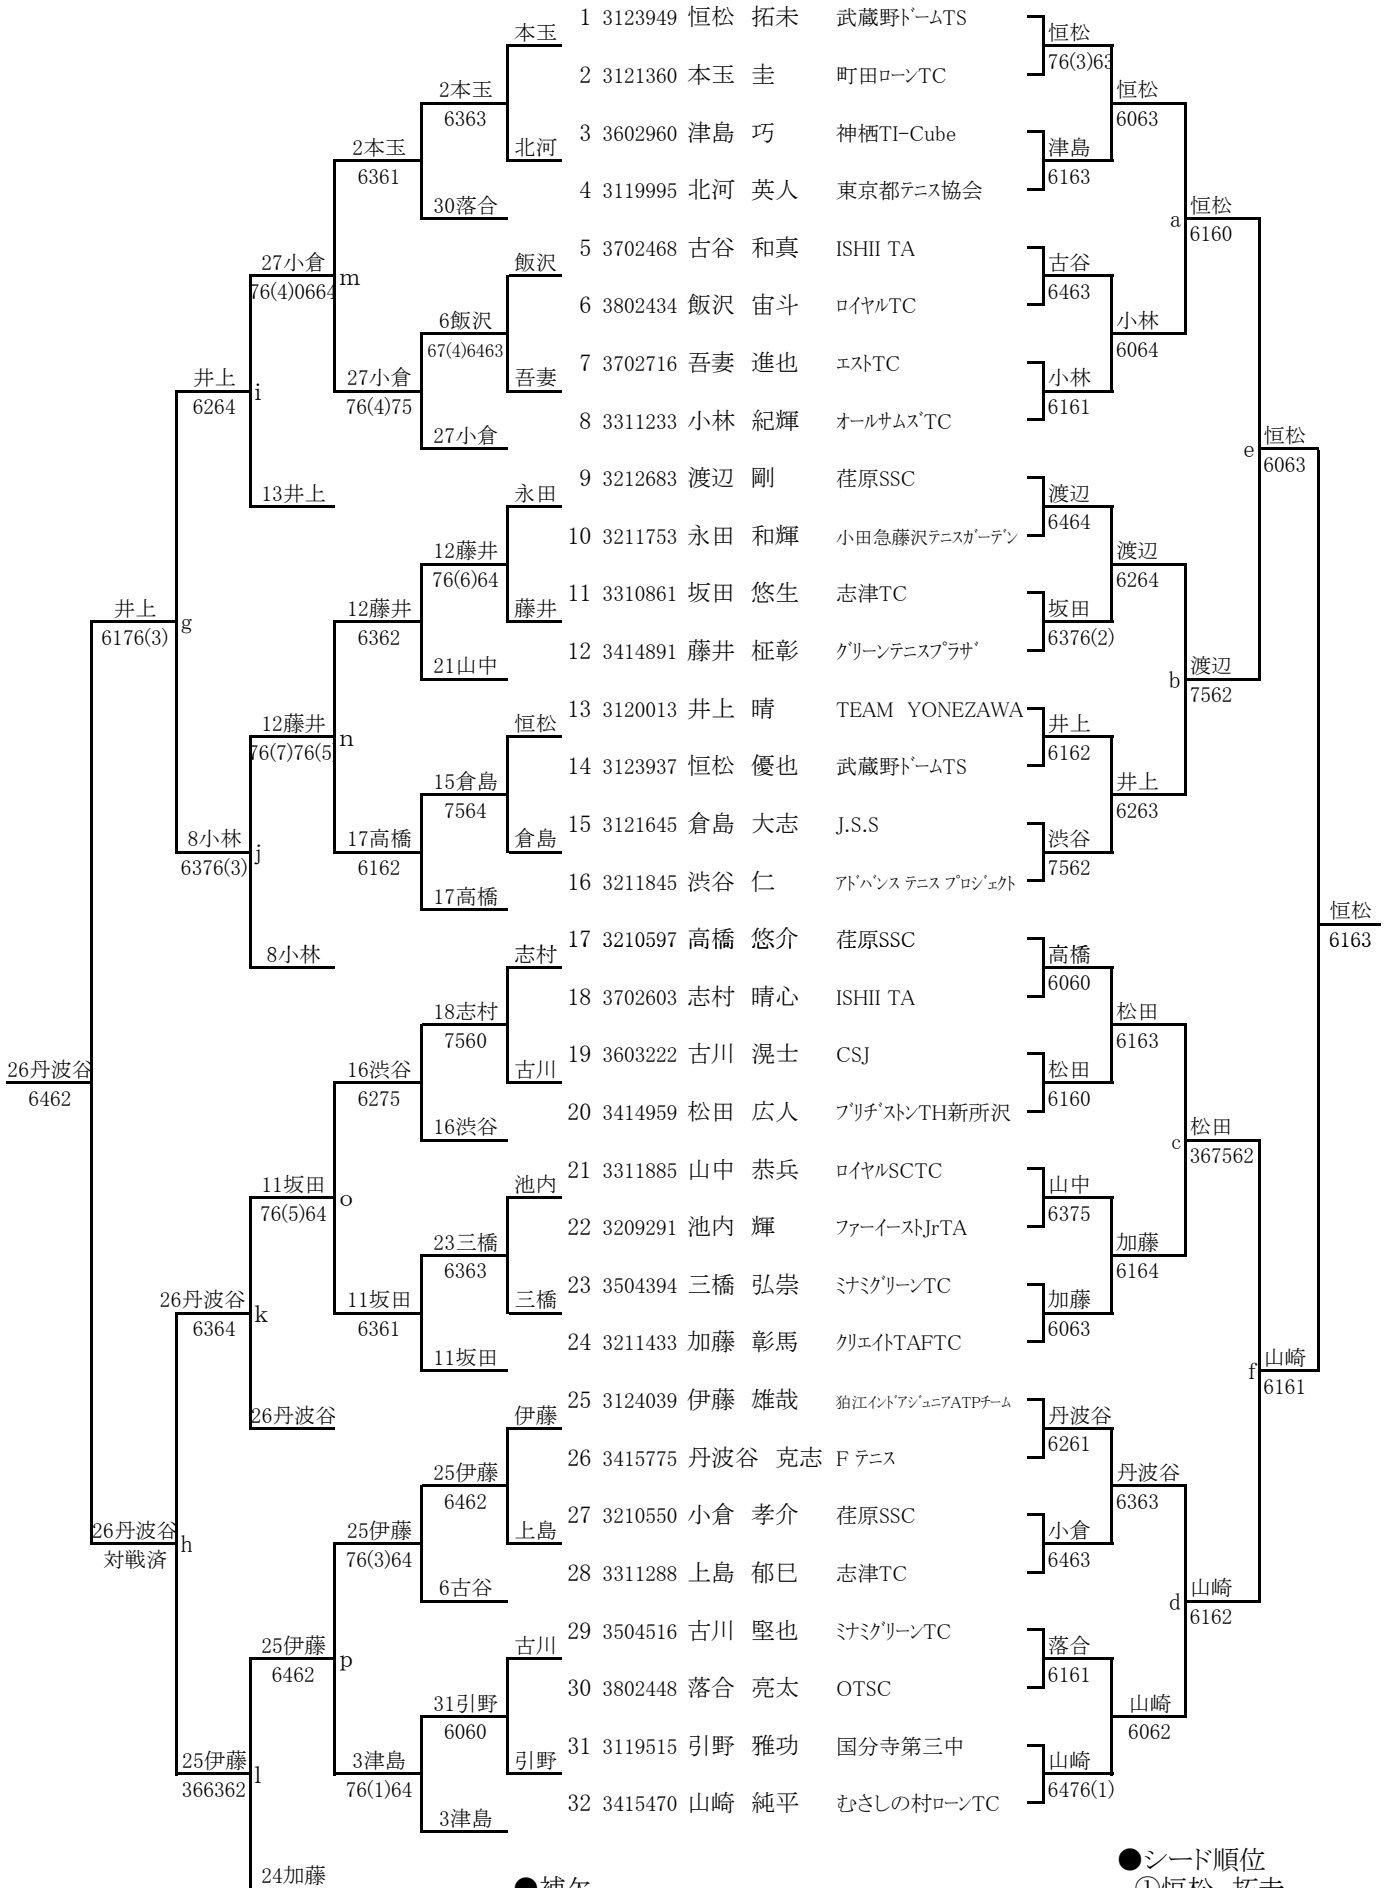 1 3123949 恒松 拓未 武蔵野ドームTS
本玉
恒松
76(3)63
2 3121360 本玉 圭 町田ローンTC
2本玉
6363
恒松
6063
3 3602960 津島 巧 神栖TI-Cube
2本玉
6361
北河
津島
6163
4 3119995 北河 英人 東京都テニス協会
30落合
恒松
a
6160
5 3702468 古谷 和真 ISHII TA
27小倉
76(4)0664
m
飯沢
古谷
6463
6 3802434 飯沢 宙斗 ロイヤルTC
6飯沢
67(4)6463
小林
6064
7 3702716 吾妻 進也 エストTC
井上
6264
i
27小倉
76(4)75
吾妻
小林
6161
8 3311233 小林 紀輝 オールサムズTC
27小倉
恒松
e
6063
9 3212683 渡辺 剛 荏原SSC
13井上
永田
渡辺
6464
10 3211753 永田 和輝 小田急藤沢テニスガーデン
12藤井
76(6)64
渡辺
6264
11 3310861 坂田 悠生 志津TC
井上
6176(3)
g
12藤井
6362
藤井
坂田
6376(2)
12 3414891 藤井 柾彰 グリーンテニスプラザ
21山中
渡辺
b
7562
13 3120013 井上 晴 TEAM YONEZAWA
12藤井
76(7)76(5
n
恒松
井上
6162
14 3123937 恒松 優也 武蔵野ドームTS
15倉島
7564
井上
6263
15 3121645 倉島 大志 J.S.S
8小林
6376(3)
j
17高橋
6162
倉島
渋谷
7562
16 3211845 渋谷 仁 アドバンス テニス プロジェクト
17高橋
恒松
6163
17 3210597 高橋 悠介 荏原SSC
8小林
志村
高橋
6060
18 3702603 志村 晴心 ISHII TA
18志村
7560
松田
6163
19 3603222 古川 滉士 CSJ
26丹波谷
6462
16渋谷
6275
古川
松田
6160
20 3414959 松田 広人 ブリヂストンTH新所沢
16渋谷
松田
c
367562
21 3311885 山中 恭兵 ロイヤルSCTC
11坂田
76(5)64
o
池内
山中
6375
22 3209291 池内 輝 ファーイーストJrTA
23三橋
6363
加藤
6164
23 3504394 三橋 弘崇 ミナミグリーンTC
26丹波谷
6364
k
11坂田
6361
三橋
加藤
6063
24 3211433 加藤 彰馬 クリエイトTAFTC
11坂田
山崎
f
6161
25 3124039 伊藤 雄哉 狛江インドアジュニアATPチーム
26丹波谷
伊藤
丹波谷
6261
26 3415775 丹波谷 克志 F テニス
25伊藤
6462
丹波谷
6363
27 3210550 小倉 孝介 荏原SSC
26丹波谷
対戦済
h
25伊藤
76(3)64
上島
小倉
6463
28 3311288 上島 郁巳 志津TC
6古谷
山崎
d
6162
29 3504516 古川 堅也 ミナミグリーンTC
25伊藤
6462
p
古川
落合
6161
30 3802448 落合 亮太 OTSC
31引野
6060
山崎
6062
31 3119515 引野 雅功 国分寺第三中
25伊藤
366362
l
3津島
76(1)64
引野
山崎
6476(1)
32 3415470 山崎 純平 むさしの村ローンTC
3津島
●シード順位
24加藤
●補欠
①恒松 拓未